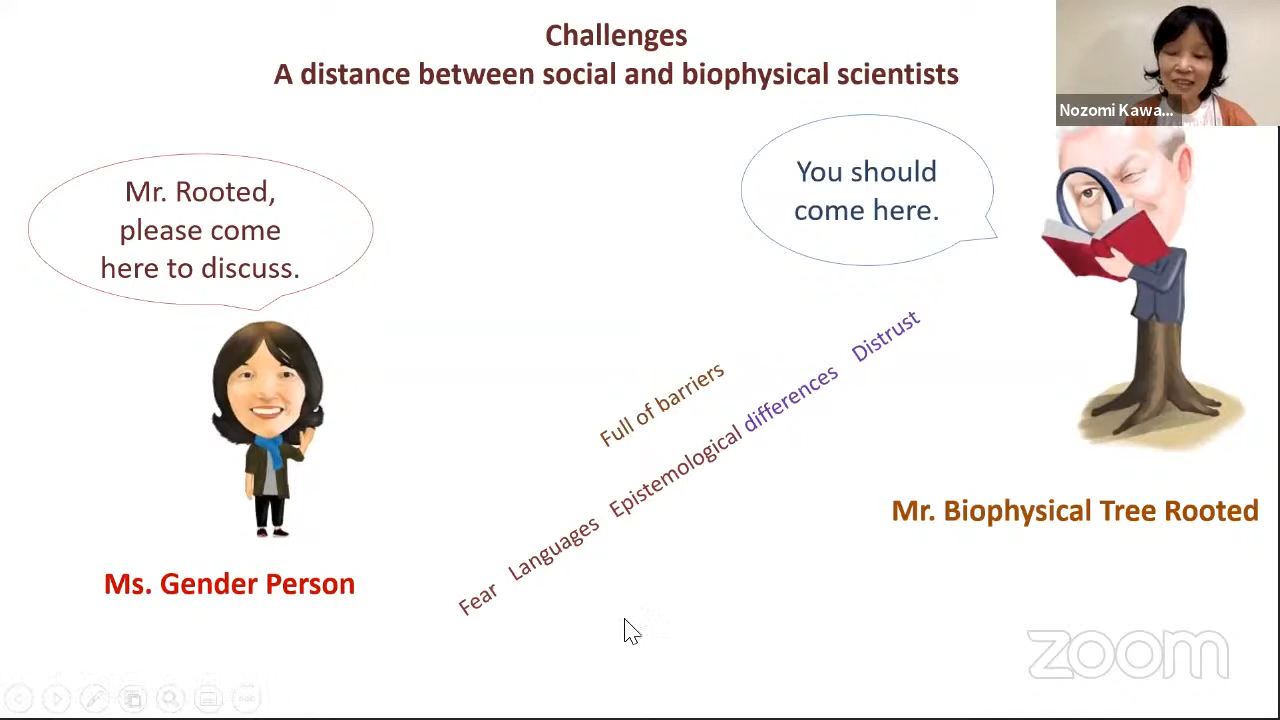 Challenges
A distance between social and biophysical scientists
Nozomi Kawa...
Mr. Rooted,
please come
here to discuss.
You should
come here.
Full of barriers
Fear Languages Epistemological differences Distrust
Mr. Biophysical Tree Rooted
Ms. Gender Person
zoom